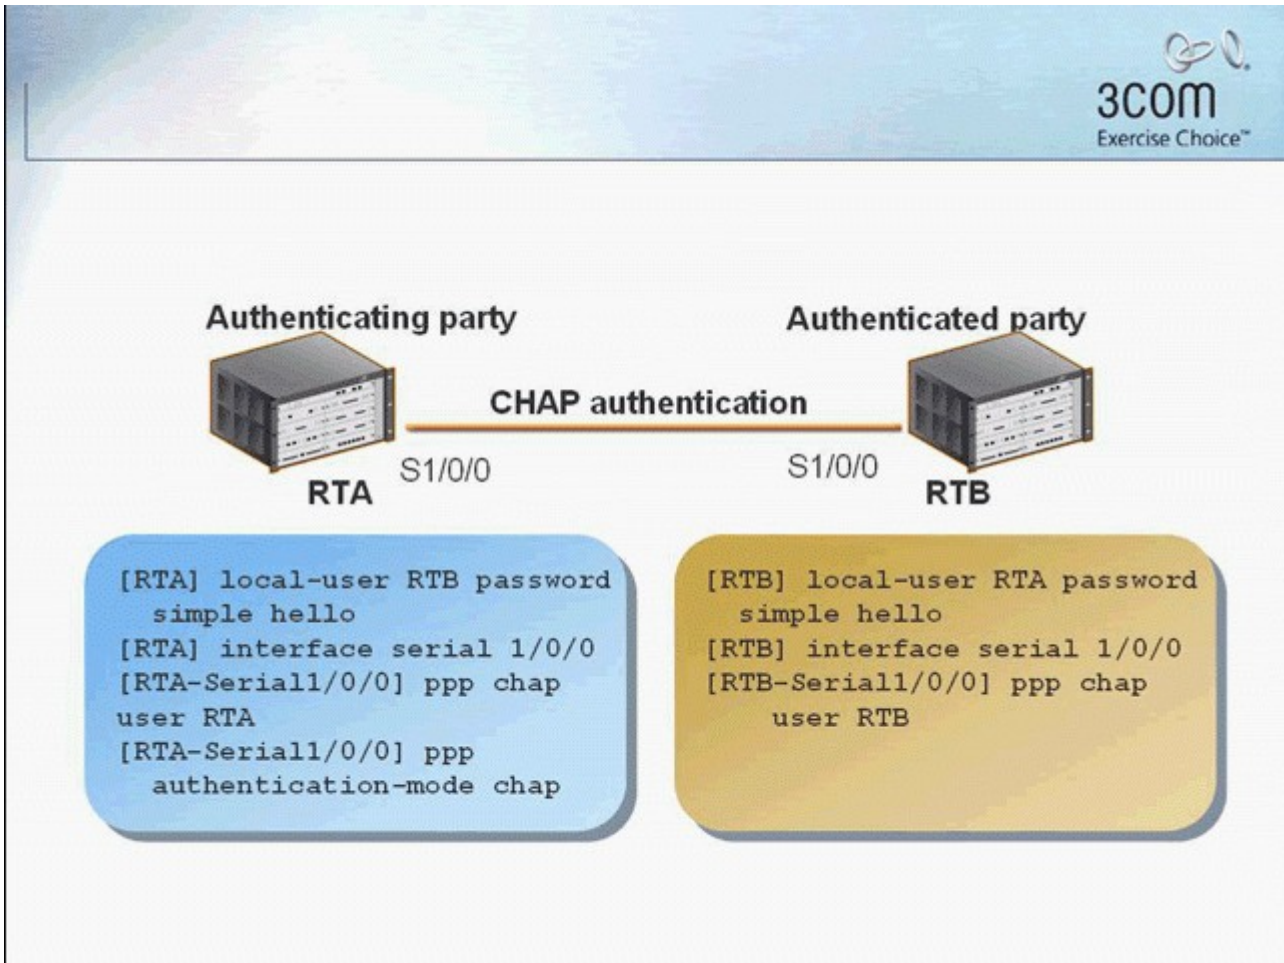 3COM
Exercise Choice™
Authenticating party
Authenticated party
CHAP authentication
S1/0/0
S1/0/0
RTA
RTB
[RTA] local-user RTB password
simple hello
[RTA] interface serial 1/0/0
[RTA-Serial1/0/0] ppp chap
user RTA
[RTA-Serial1/0/0] ppp
authentication-mode chap
[RTB] local-user RTA password
simple hello
[RTB] interface serial 1/0/0
[RTB-Serial1/0/0] ppp chap
user RTB